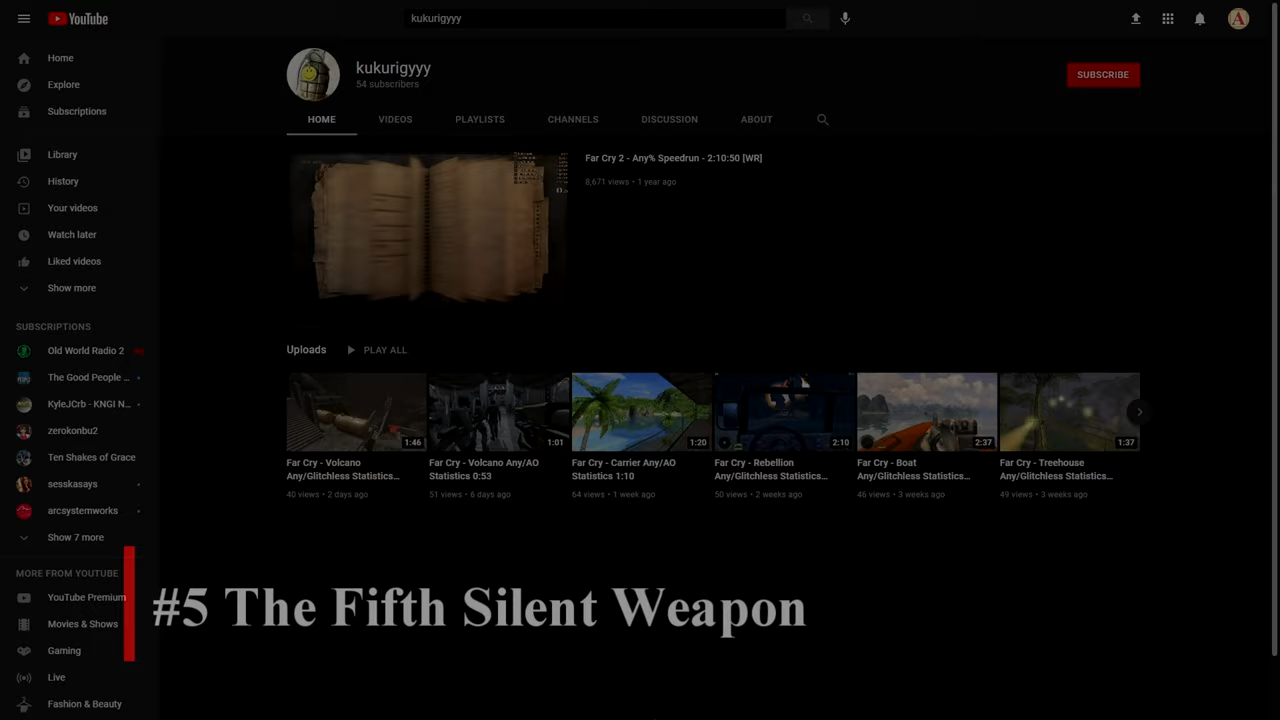 YouTube
kukurigyyy
Home
Explore
Subscriptions
Library
History
Your videos
Watch later
Liked videos
Show more
SUBSCRIPTIONS
Old World Radio 2
The Good People ...
KyleJCrb - KNGI N...
zerokonbu2
Ten Shakes of Grace
sesskasays
arcsystemworks
Show 7 more
MORE FROM YOUTUBE
YouTube Premium
Movies & Shows
Gaming
Live
Fashion & Beauty
kukurigyyy
54 subscribers
SUBSCRIBE
HOME VIDEOS PLAYLISTS CHANNELS DISCUSSION ABOUT
Far Cry 2 - Any% Speedrun - 2:10:50 [WR]
8,671 views • 1 year ago
Uploads PLAY ALL
1:46
Far Cry - Volcano
Any/Glitchless Statistics...
40 views • 2 days ago
1:01
Far Cry - Volcano Any/AO
Statistics 0:53
51 views • 6 days ago
1:20
Far Cry - Carrier Any/AO
Statistics 1:10
64 views • 1 week ago
2:10
Far Cry - Rebellion
Any/Glitchless Statistics...
50 views • 2 weeks ago
2:37
Far Cry - Boat
Any/Glitchless Statistics...
46 views • 3 weeks ago
1:37
Far Cry - Treehouse
Any/Glitchless Statistics...
49 views • 3 weeks ago
#5 The Fifth Silent Weapon